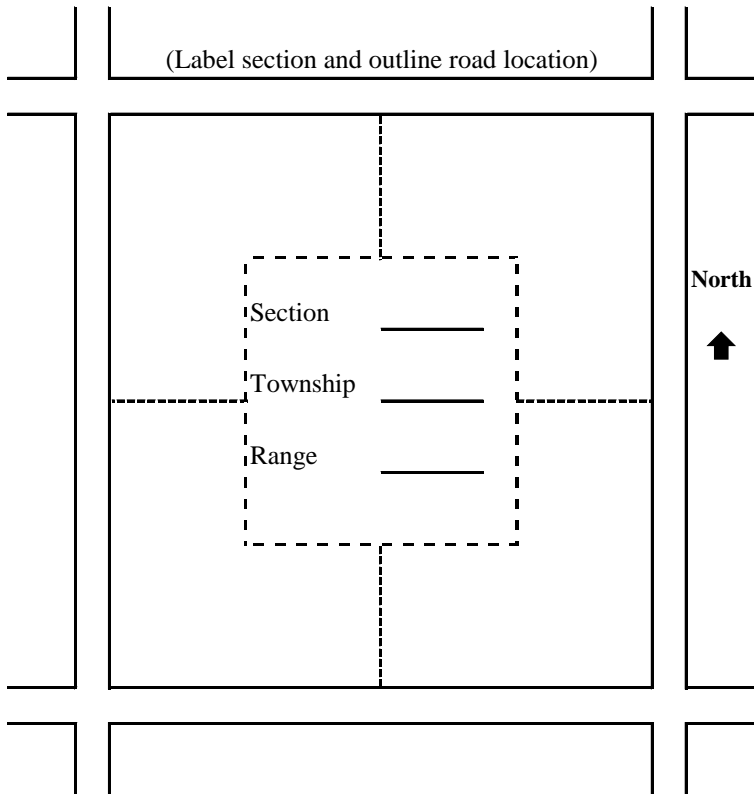 (Label section and outline road location)
North
Section
Township
Range